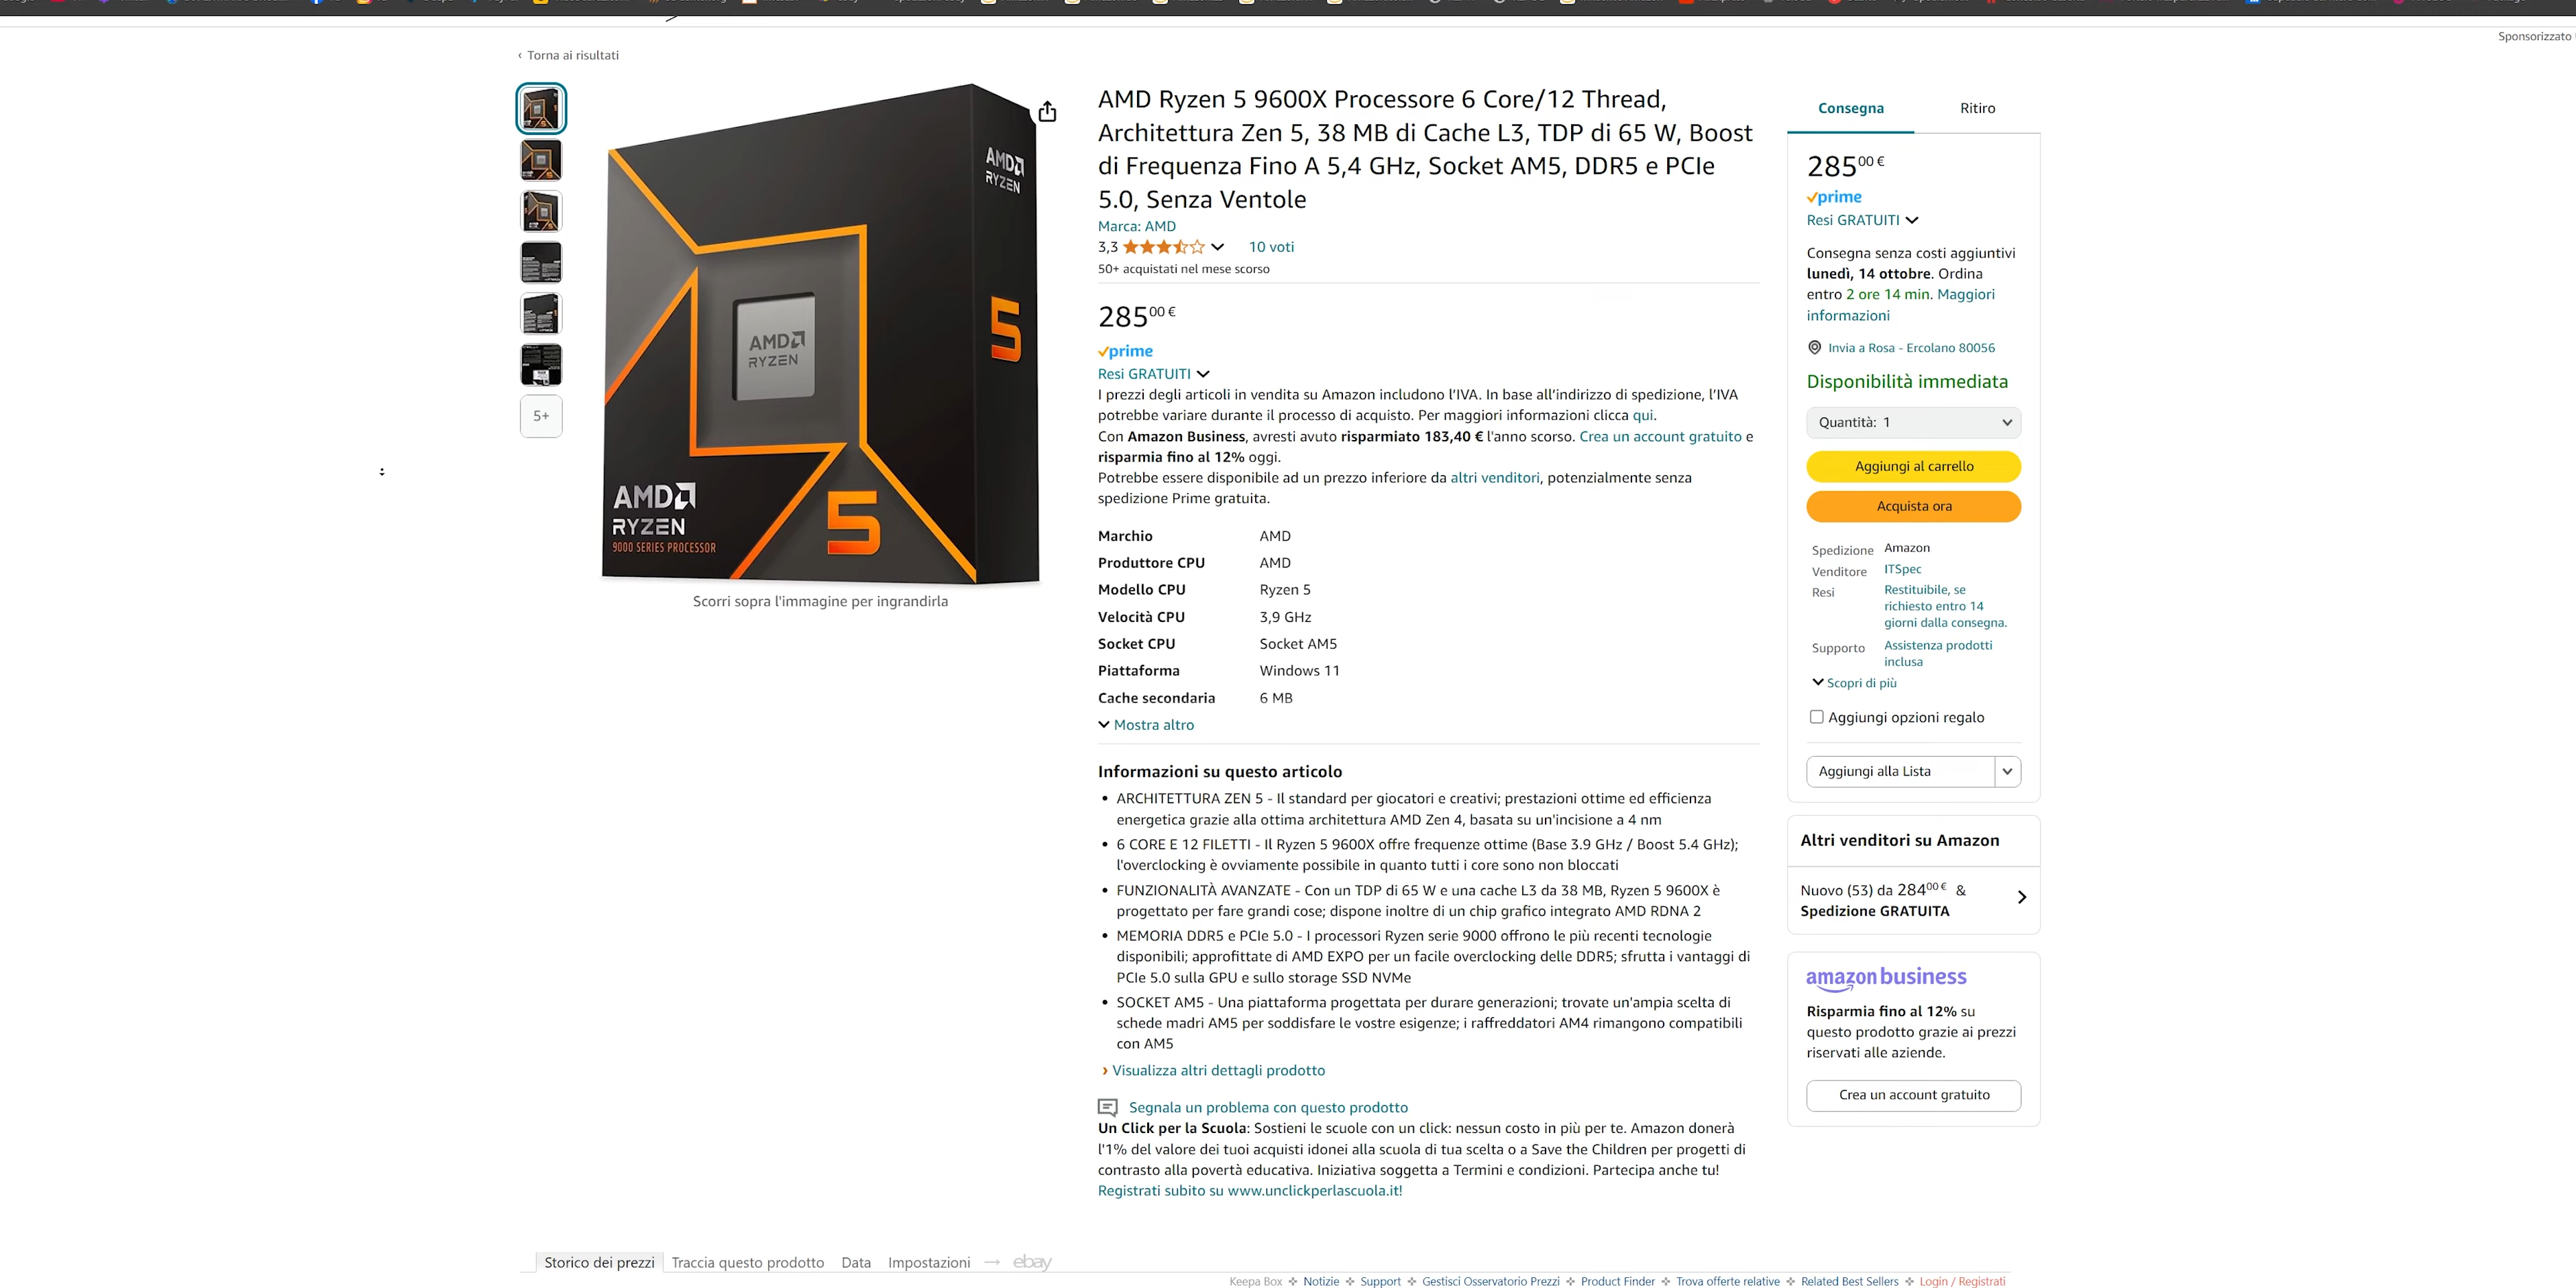 Sponsorizzato
‹ Torna ai risultati
5+
AMD
RYZEN
5
AMD
RYZEN
AMD
RYZEN
9000 SERIES PROCESSOR
5
Scorri sopra l'immagine per ingrandirla
AMD Ryzen 5 9600X Processore 6 Core/12 Thread,
Architettura Zen 5, 38 MB di Cache L3, TDP di 65 W, Boost
di Frequenza Fino A 5,4 GHz, Socket AM5, DDR5 e PCIe
5.0, Senza Ventole
Marca: AMD
3,3 10 voti
50+ acquistati nel mese scorso
285,00 €
prime
Resi GRATUITI
I prezzi degli articoli in vendita su Amazon includono l'IVA. In base all'indirizzo di spedizione, l'IVA
potrebbe variare durante il processo di acquisto. Per maggiori informazioni clicca qui.
Con Amazon Business, avresti avuto risparmiato 183,40 € l'anno scorso. Crea un account gratuito e
risparmia fino al 12% oggi.
Potrebbe essere disponibile ad un prezzo inferiore da altri venditori, potenzialmente senza
spedizione Prime gratuita.
Marchio AMD
Produttore CPU AMD
Modello CPU Ryzen 5
Velocità CPU 3,9 GHz
Socket CPU Socket AM5
Piattaforma Windows 11
Cache secondaria 6 MB
Mostra altro
Informazioni su questo articolo
• ARCHITETTURA ZEN 5 - Il standard per giocatori e creativi; prestazioni ottime ed efficienza
energetica grazie alla ottima architettura AMD Zen 4, basata su un'incisione a 4 nm
• 6 CORE E 12 FILETTI - Il Ryzen 5 9600X offre frequenze ottime (Base 3.9 GHz / Boost 5.4 GHz);
l'overclocking è ovviamente possibile in quanto tutti i core sono non bloccati
• FUNZIONALITÀ AVANZATE - Con un TDP di 65 W e una cache L3 da 38 MB, Ryzen 5 9600X è
progettato per fare grandi cose; dispone inoltre di un chip grafico integrato AMD RDNA 2
• MEMORIA DDR5 e PCIe 5.0 - I processori Ryzen serie 9000 offrono le più recenti tecnologie
disponibili; approfittate di AMD EXPO per un facile overclocking delle DDR5; sfrutta i vantaggi di
PCIe 5.0 sulla GPU e sullo storage SSD NVMe
• SOCKET AM5 - Una piattaforma progettata per durare generazioni; trovate un'ampia scelta di
schede madri AM5 per soddisfare le vostre esigenze; i raffreddatori AM4 rimangono compatibili
con AM5
› Visualizza altri dettagli prodotto
Segnala un problema con questo prodotto
Un Click per la Scuola: Sostieni le scuole con un click: nessun costo in più per te. Amazon donerà
l'1% del valore dei tuoi acquisti idonei alla scuola di tua scelta o a Save the Children per progetti di
contrasto alla povertà educativa. Iniziativa soggetta a Termini e condizioni. Partecipa anche tu!
Registrati subito su www.unclickperlascuola.it!
Consegna Ritiro
285,00 €
prime
Resi GRATUITI
Consegna senza costi aggiuntivi
lunedì, 14 ottobre. Ordina
entro 2 ore 14 min. Maggiori
informazioni
Invia a Rosa - Ercolano 80056
Disponibilità immediata
Quantità: 1
Aggiungi al carrello
Acquista ora
Spedizione Amazon
Venditore ITSpec
Resi Restituibile, se
richiesto entro 14
giorni dalla consegna.
Supporto Assistenza prodotti
inclusa
Scopri di più
Aggiungi opzioni regalo
Aggiungi alla Lista
Altri venditori su Amazon
Nuovo (53) da 284,00 € &
Spedizione GRATUITA
amazon business
Risparmia fino al 12% su
questo prodotto grazie ai prezzi
riservati alle aziende.
Crea un account gratuito
Storico dei prezzi Traccia questo prodotto Data Impostazioni → ebay
Keepa Box Notizie Support Gestisci Osservatorio Prezzi Product Finder Trova offerte relative Related Best Sellers Login / Registrati